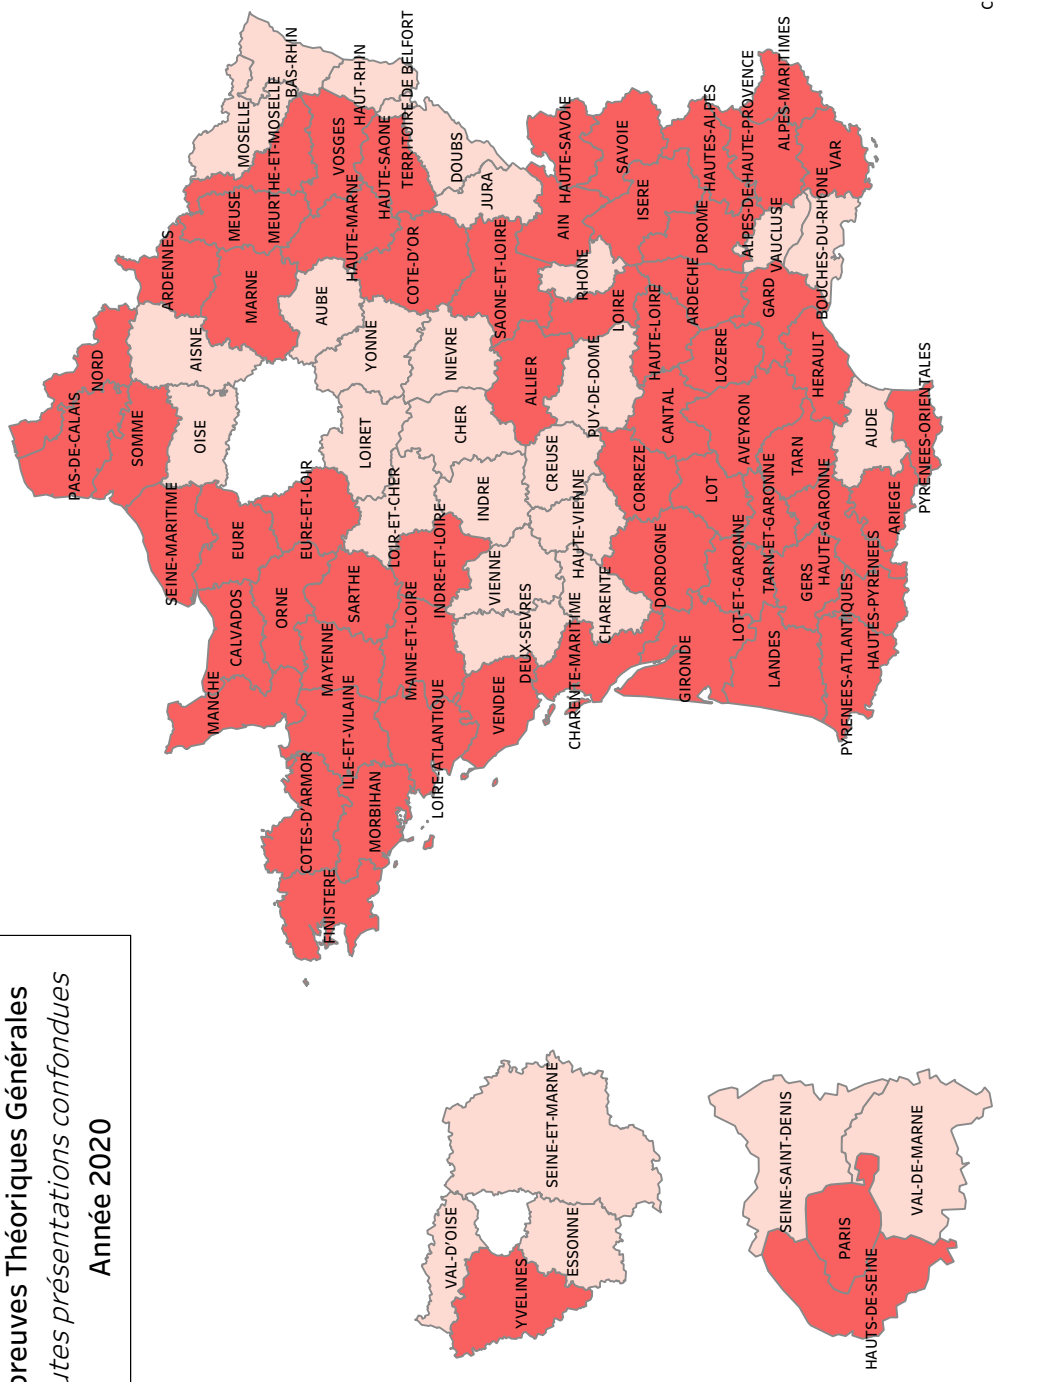 preuves Théoriques Générales
utes présentations confondues
Année 2020
PAS-DE-CALAIS
NORD
SOMME
SEINE-MARITIME
OISE
AISNE
ARDENNES
MANCHE
CALVADOS
EURE
MARNE
MEUSE
MOSELLE
MEURTHE-ET-MOSELLE
BAS-RHIN
FINISTERE
COTES-D'ARMOR
ILLE-ET-VILAINE
MORBIHAN
MAYENNE
ORNE
SARTHE
EURE-ET-LOIR
LOIRET
YONNE
AUBE
HAUTE-MARNE
VOSGES
HAUT-RHIN
HAUTE-SAONE
TERRITOIRE DE BELFORT
LOIRE-ATLANTIQUE
MAINE-ET-LOIRE
INDRE-ET-LOIRE
LOIR-ET-CHER
CHER
NIEVRE
COTE-D'OR
DOUBS
JURA
VENDEE
DEUX-SEVRES
VIENNE
INDRE
ALLIER
SAONE-ET-LOIRE
CHARENTE-MARITIME
CHARENTE
HAUTE-VIENNE
CREUSE
PUY-DE-DOME
LOIRE
RHONE
AIN
HAUTE-SAVOIE
SAVOIE
ISERE
GIRONDE
DORDOGNE
CORREZE
CANTAL
HAUTE-LOIRE
ARDECHE
DROME
HAUTES-ALPES
LANDES
LOT-ET-GARONNE
LOT
TARN-ET-GARONNE
AVEYRON
LOZERE
GARD
VAUCLUSE
ALPES-DE-HAUTE-PROVENCE
ALPES-MARITIMES
PYRENEES-ATLANTIQUES
HAUTES-PYRENEES
GERS
HAUTE-GARONNE
TARN
HERAULT
BOUCHES-DU-RHONE
VAR
ARIEGE
AUDE
PYRENEES-ORIENTALES
VAL-D'OISE
YVELINES
ESSONNE
SEINE-ET-MARNE
SEINE-SAINT-DENIS
PARIS
HAUTS-DE-SEINE
VAL-DE-MARNE
C